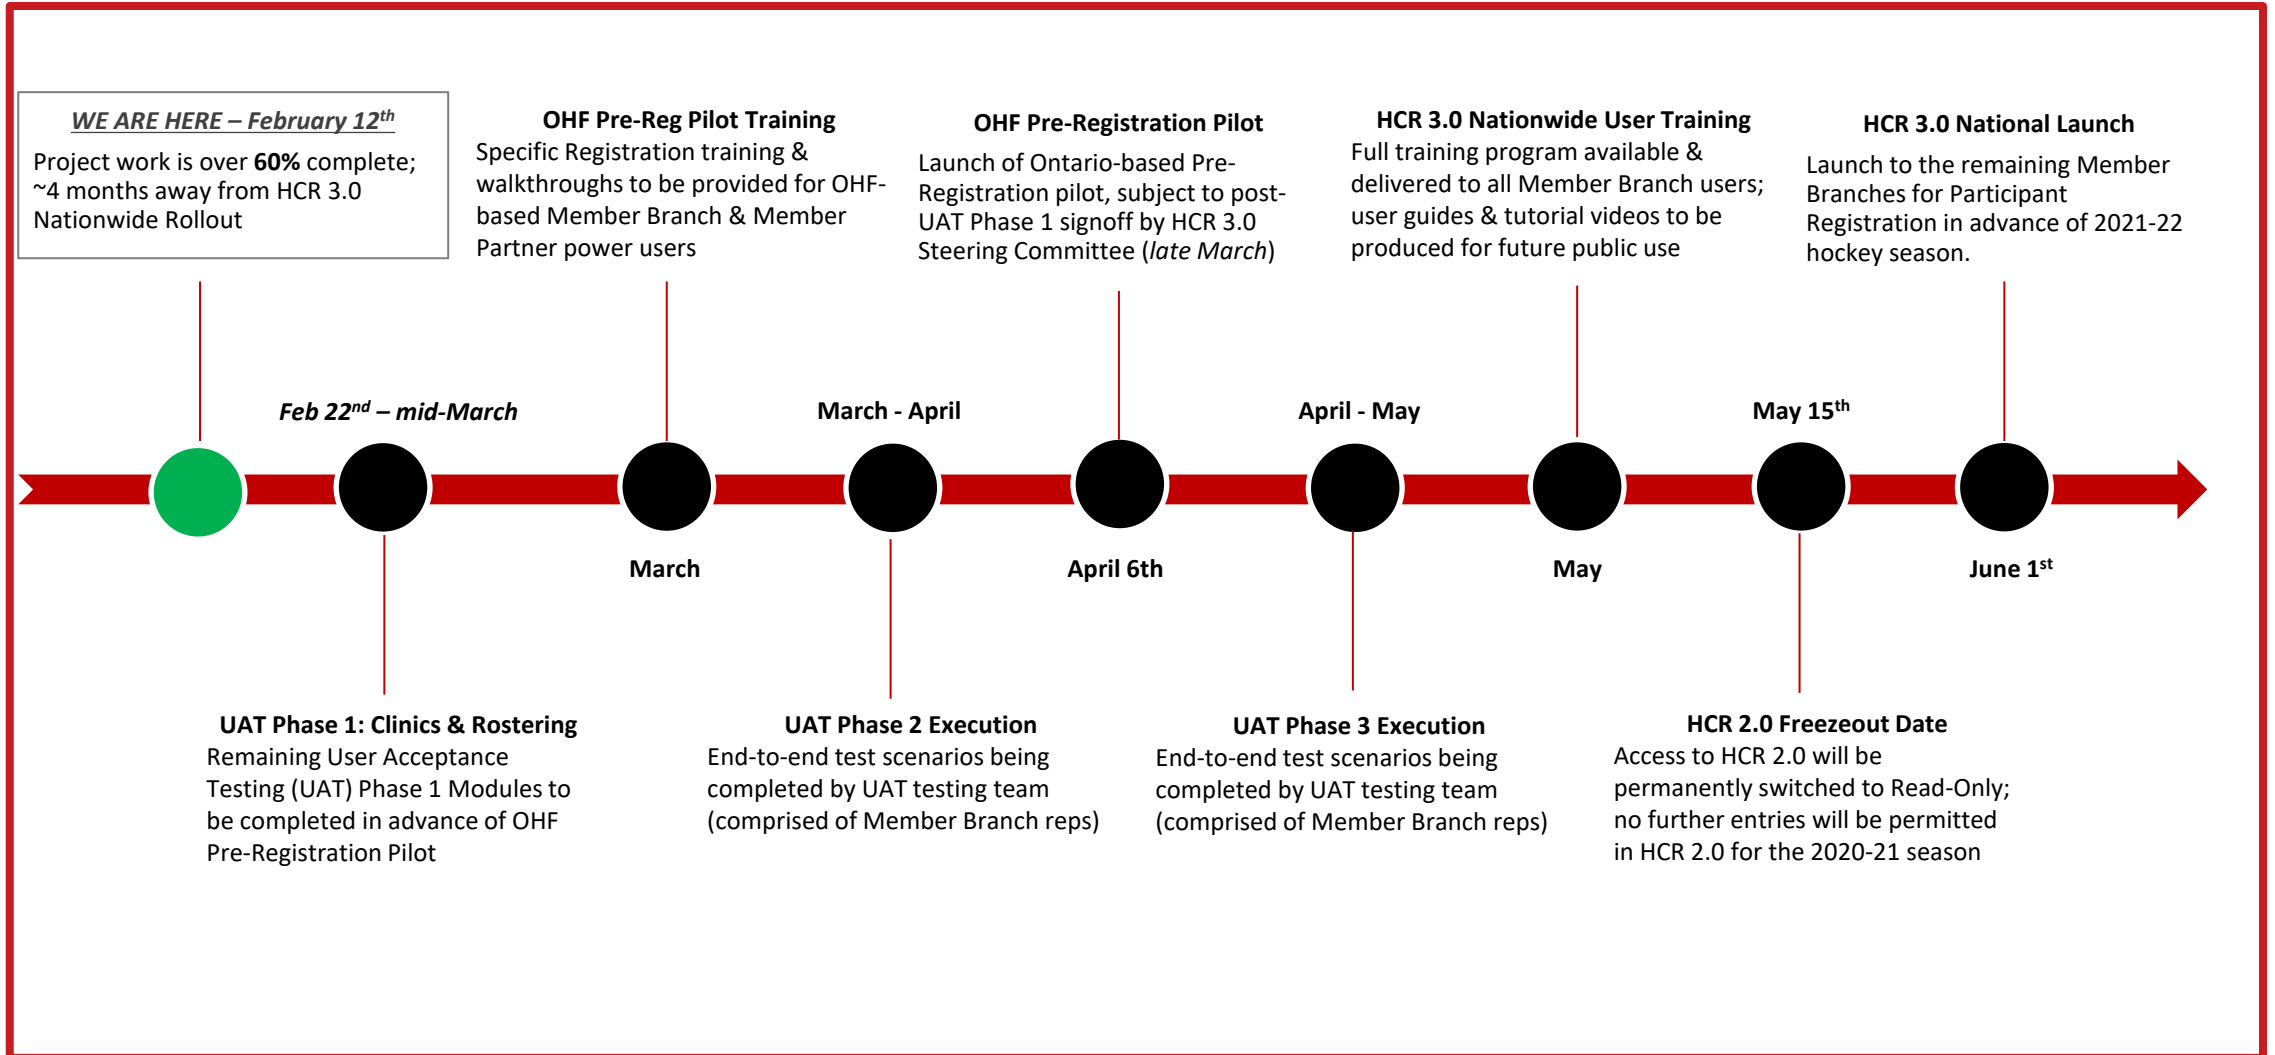 WE ARE HERE – February 12th
Project work is over 60% complete;
~4 months away from HCR 3.0
Nationwide Rollout
OHF Pre-Reg Pilot Training
Specific Registration training &
walkthroughs to be provided for OHF-
based Member Branch & Member
Partner power users
OHF Pre-Registration Pilot
Launch of Ontario-based Pre-
Registration pilot, subject to post-
UAT Phase 1 signoff by HCR 3.0
Steering Committee (late March)
HCR 3.0 Nationwide User Training
Full training program available &
delivered to all Member Branch users;
user guides & tutorial videos to be
produced for future public use
HCR 3.0 National Launch
Launch to the remaining Member
Branches for Participant
Registration in advance of 2021-22
hockey season.
Feb 22nd – mid-March
March - April
April - May
May 15th
March
April 6th
May
June 1st
UAT Phase 1: Clinics & Rostering
Remaining User Acceptance
Testing (UAT) Phase 1 Modules to
be completed in advance of OHF
Pre-Registration Pilot
UAT Phase 2 Execution
End-to-end test scenarios being
completed by UAT testing team
(comprised of Member Branch reps)
UAT Phase 3 Execution
End-to-end test scenarios being
completed by UAT testing team
(comprised of Member Branch reps)
HCR 2.0 Freezeout Date
Access to HCR 2.0 will be
permanently switched to Read-Only;
no further entries will be permitted
in HCR 2.0 for the 2020-21 season